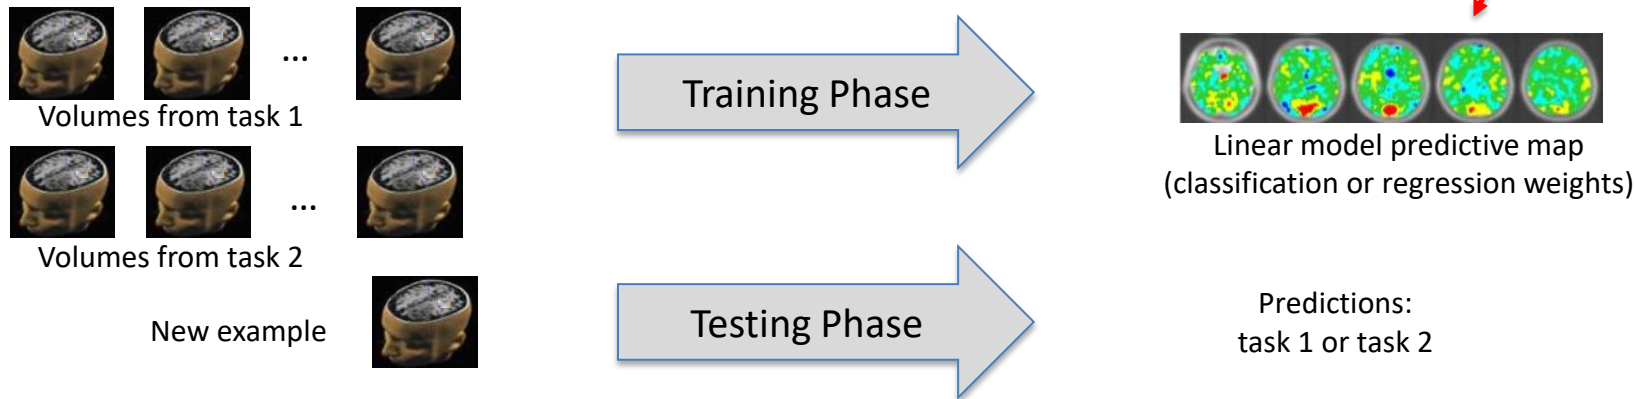 ...
Volumes from task 1
Training Phase
Linear model predictive map
(classification or regression weights)
...
Volumes from task 2
New example
Testing Phase
Predictions:
task 1 or task 2